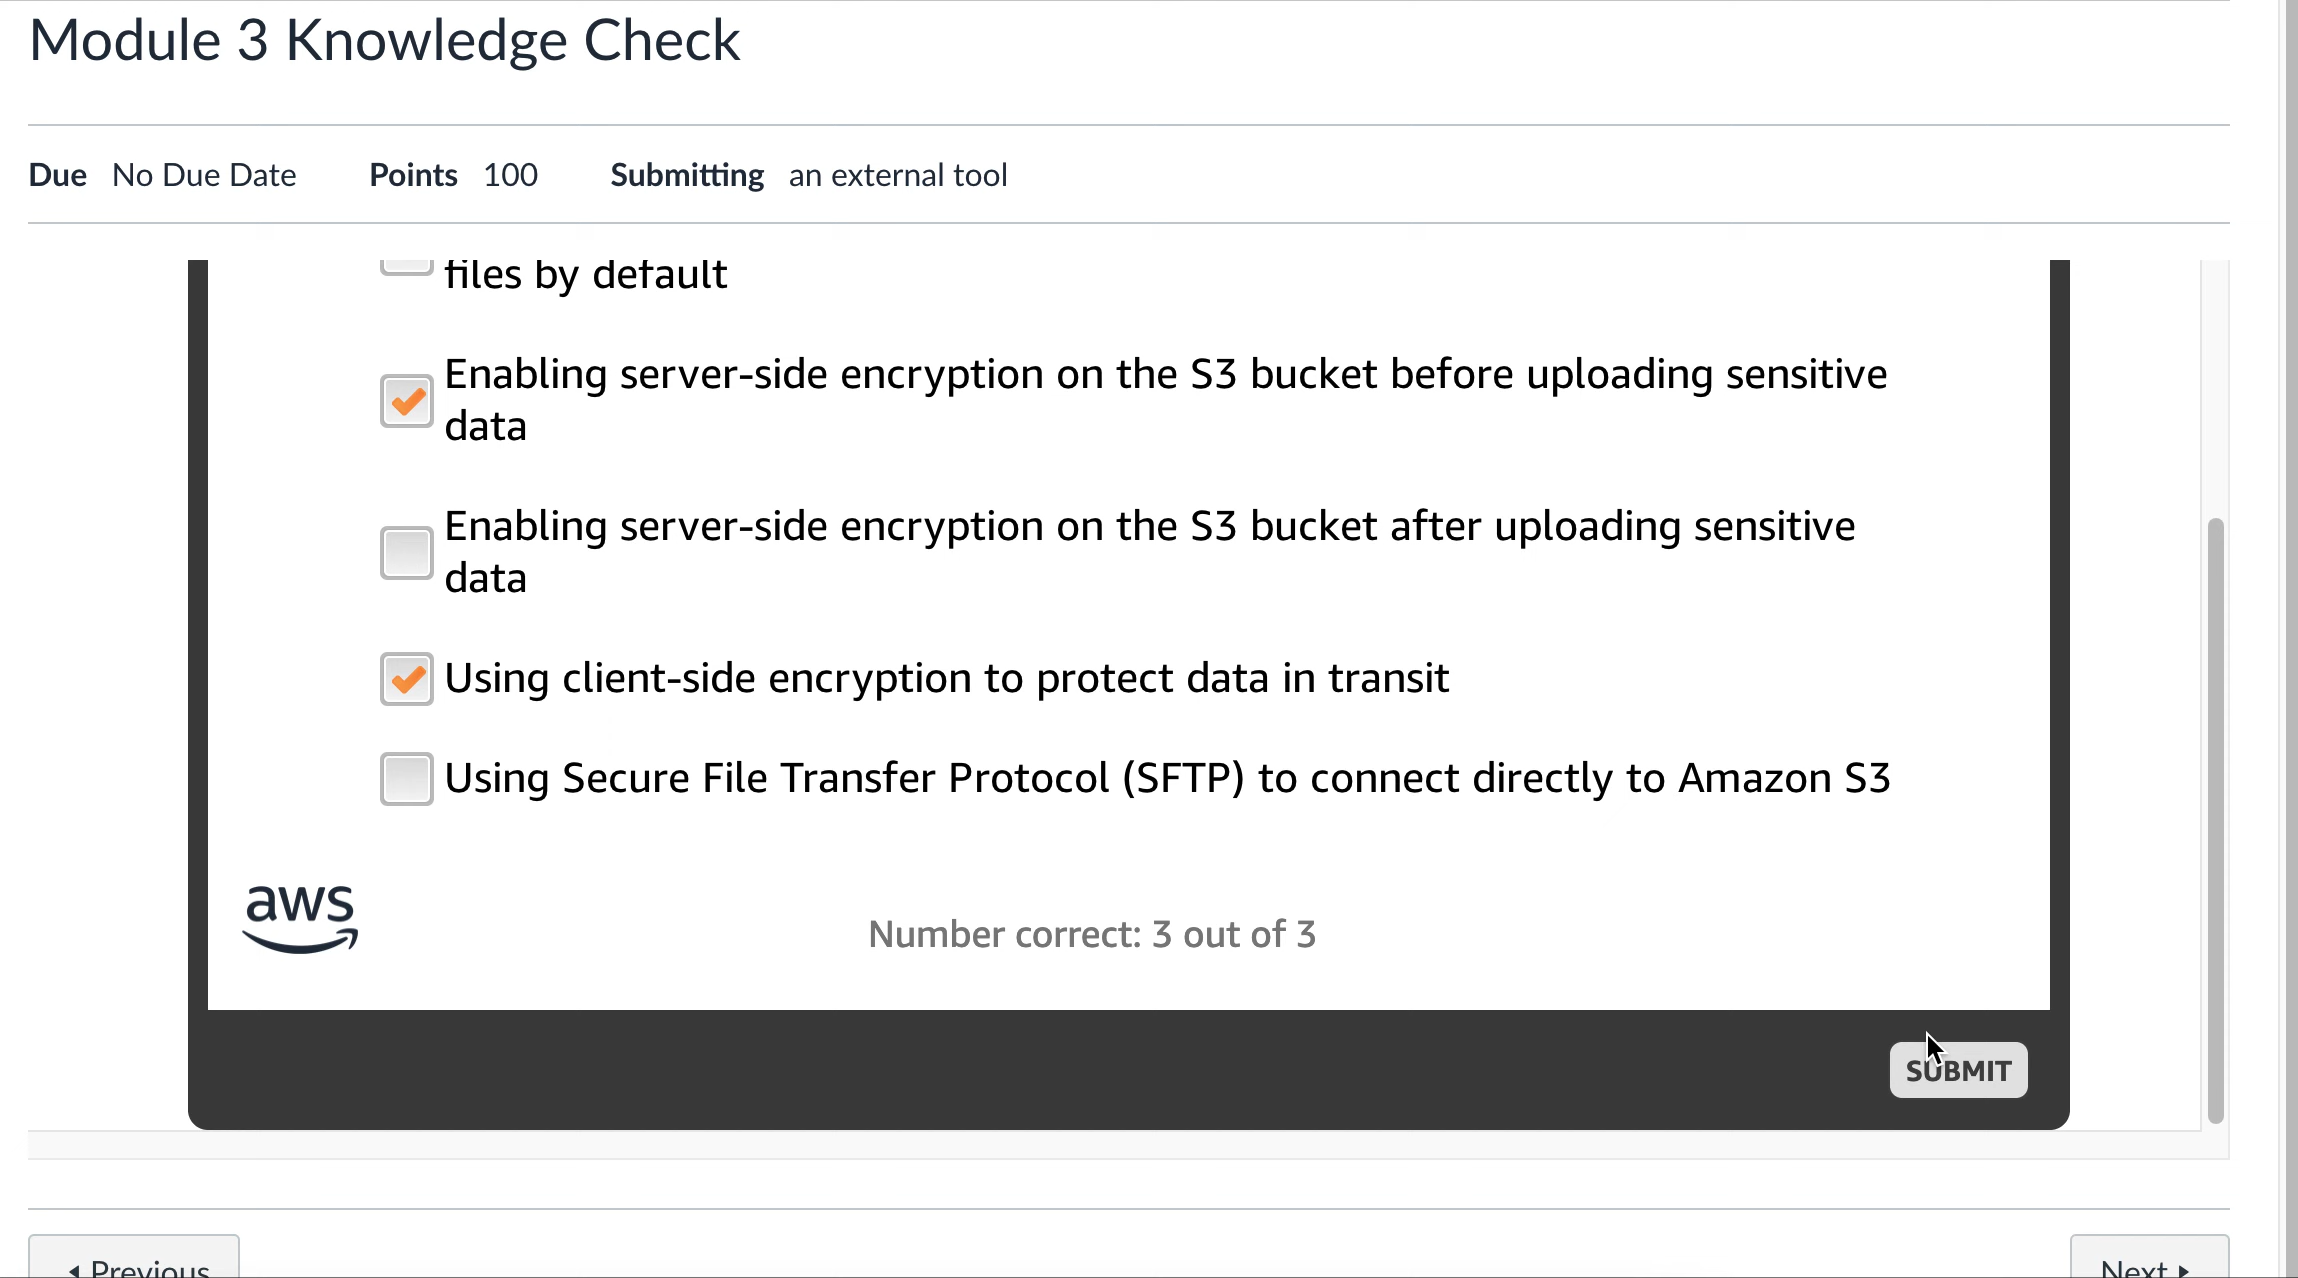 Module 3 Knowledge Check
Due No Due Date Points 100 Submitting an external tool
files by default
Enabling server-side encryption on the S3 bucket before uploading sensitive
data
Enabling server-side encryption on the S3 bucket after uploading sensitive
data
Using client-side encryption to protect data in transit
Using Secure File Transfer Protocol (SFTP) to connect directly to Amazon S3
aws
Number correct: 3 out of 3
SUBMIT
Previous
Next